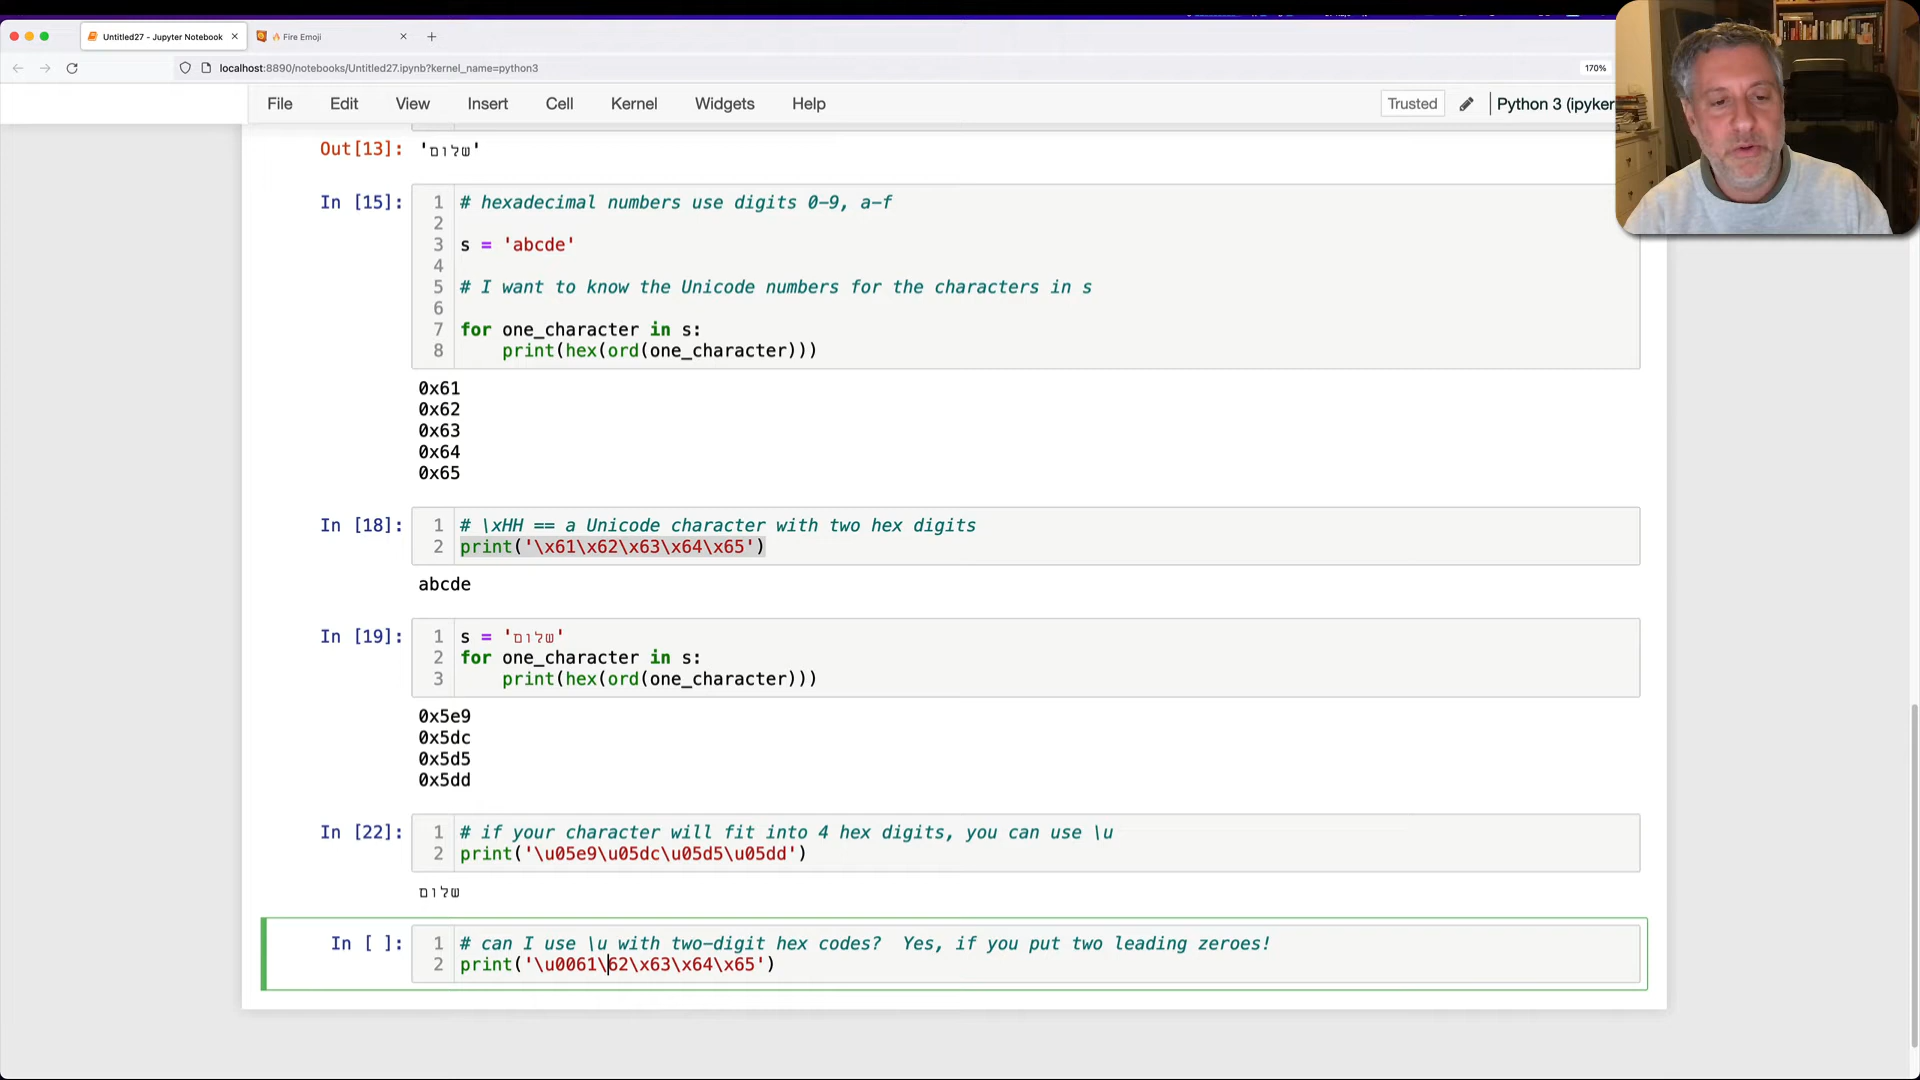 Untitled27 - Jupyter Notebook
🔥 Fire Emoji
localhost:8890/notebooks/Untitled27.ipynb?kernel_name=python3
170%
File Edit View Insert Cell Kernel Widgets Help
Trusted
Python 3 (ipyker
Out[13]: 'שלום'
In [15]: 1 # hexadecimal numbers use digits 0-9, a-f
2
3 s = 'abcde'
4
5 # I want to know the Unicode numbers for the characters in s
6
7 for one_character in s:
8 print(hex(ord(one_character)))
0x61
0x62
0x63
0x64
0x65
In [18]: 1 # \xHH == a Unicode character with two hex digits
2 print('\x61\x62\x63\x64\x65')
abcde
In [19]: 1 s = 'שלום'
2 for one_character in s:
3 print(hex(ord(one_character)))
0x5e9
0x5dc
0x5d5
0x5dd
In [22]: 1 # if your character will fit into 4 hex digits, you can use \u
2 print('\u05e9\u05dc\u05d5\u05dd')
שלום
In [ ]: 1 # can I use \u with two-digit hex codes?  Yes, if you put two leading zeroes!
2 print('\u0061\62\x63\x64\x65')